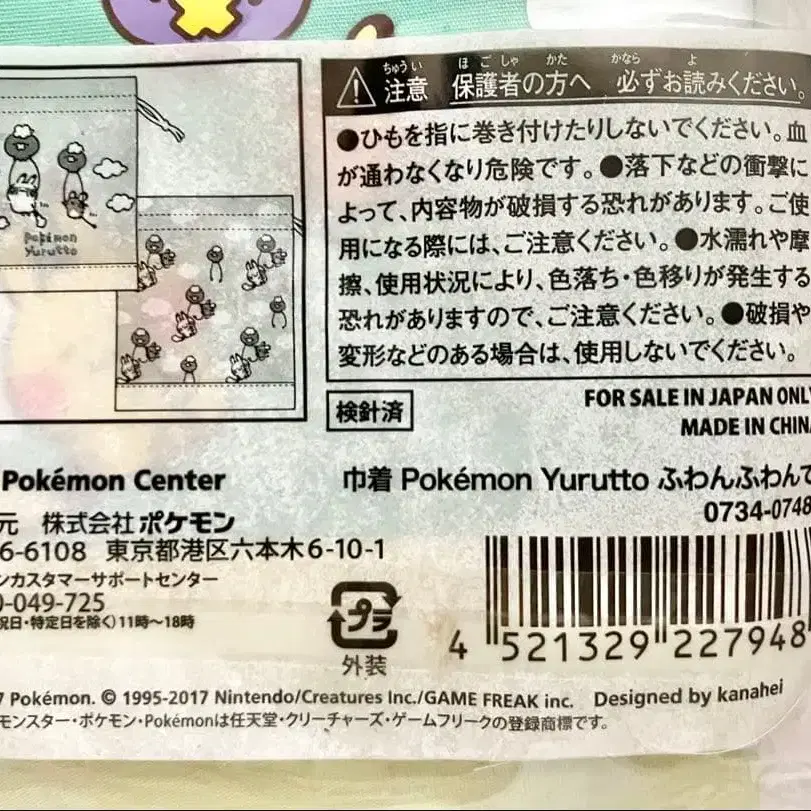 pokémon
yurutto
ちゅうい ほごしゃ かた かなら よ
注意 保護者の方へ 必ずお読みください。
●ひもを指に巻き付けたりしないでください。血
が通わなくなり危険です。●落下などの衝撃に
よって、内容物が破損する恐れがあります。ご使
用になる際には、ご注意ください。●水濡れや摩
擦、使用状況により、色落ち・色移りが発生する
恐れがありますので、ご注意ください。●破損や
変形などのある場合は、使用しないでください。
検針済
FOR SALE IN JAPAN ONLY
MADE IN CHINA
Pokémon Center
元 株式会社ポケモン
6-6108 東京都港区六本木6-10-1
ンカスタマーサポートセンター
0-049-725
祝日・特定日を除く)11時〜18時
巾着 Pokémon Yurutto ふわんふわんで
0734-0748
プラ
外装
4 521329 227948
7 Pokémon. © 1995-2017 Nintendo/Creatures Inc./GAME FREAK inc. Designed by kanahei
モンスター・ポケモン・Pokémonは任天堂・クリーチャーズ・ゲームフリークの登録商標です。